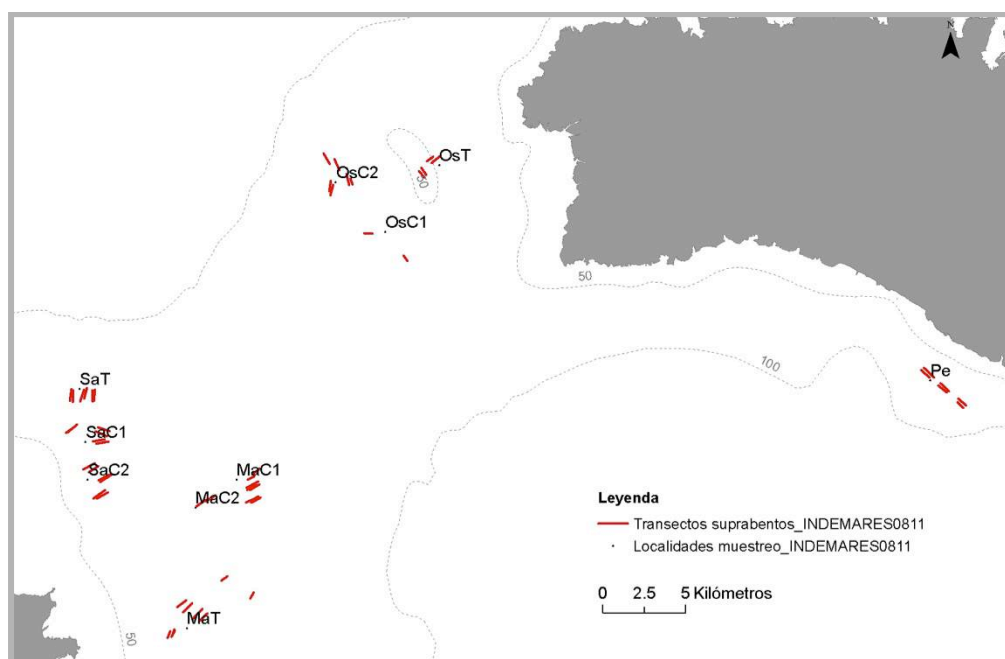 N
OsT
OsC2
50
OsC1
50
100
SaT
Pe
SaC1
SaC2
MaC1
MaC2
Leyenda
Transectos suprabentos_INDEMARES0811
Localidades muestreo_INDEMARES0811
0 2.5 5 Kilómetros
MaT
50